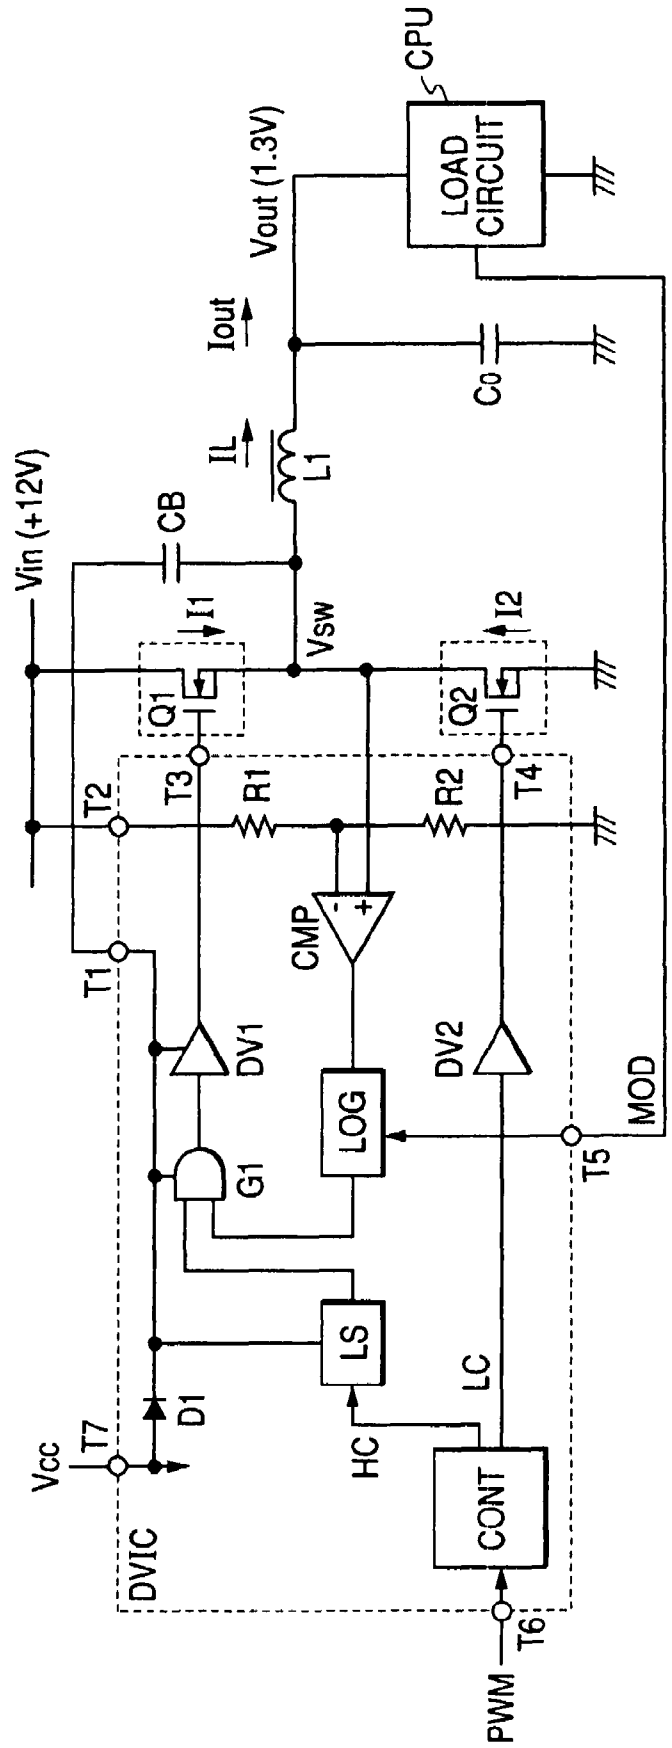 Vcc
T7
DVIC
D1
T1
T2
Vin (+12V)
CB
LS
HC
G1
DV1
T3
Q1
I1
R1
Vsw
IL
L1
Iout
Vout (1.3V)
LOG
CMP
-
+
R2
CONT
LC
DV2
T4
Q2
I2
C0
LOAD
CIRCUIT
CPU
PWM
T6
T5
MOD